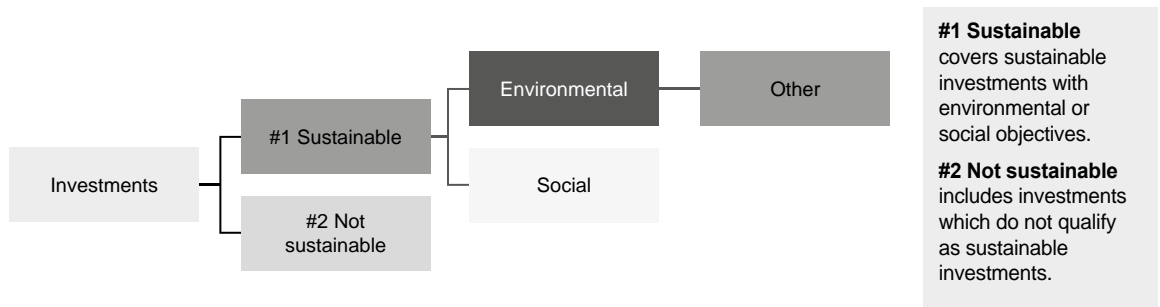 Investments
#1 Sustainable
#2 Not
sustainable
Environmental
Social
Other
#1 Sustainable
covers sustainable
investments with
environmental or
social objectives.
#2 Not sustainable
includes investments
which do not qualify
as sustainable
investments.